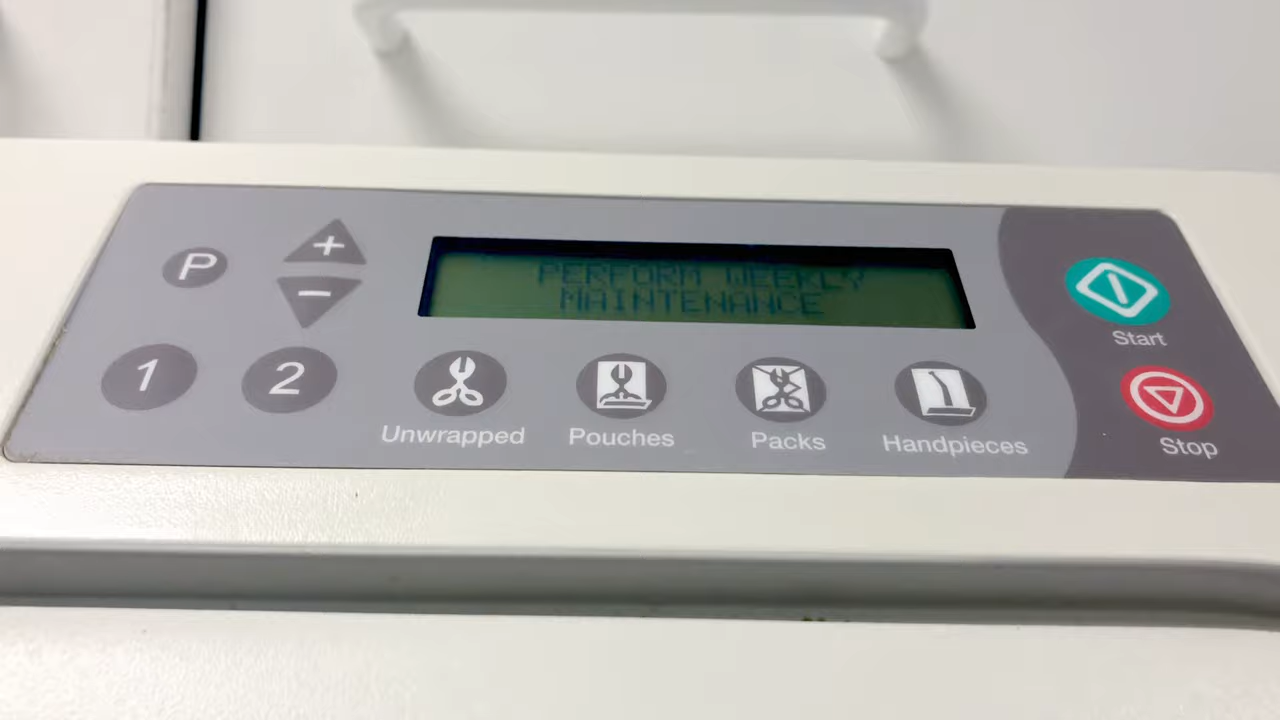 PERFORM WEEKLY
MAINTENANCE
P
+
−
1
2
Unwrapped
Pouches
Packs
Handpieces
Start
Stop